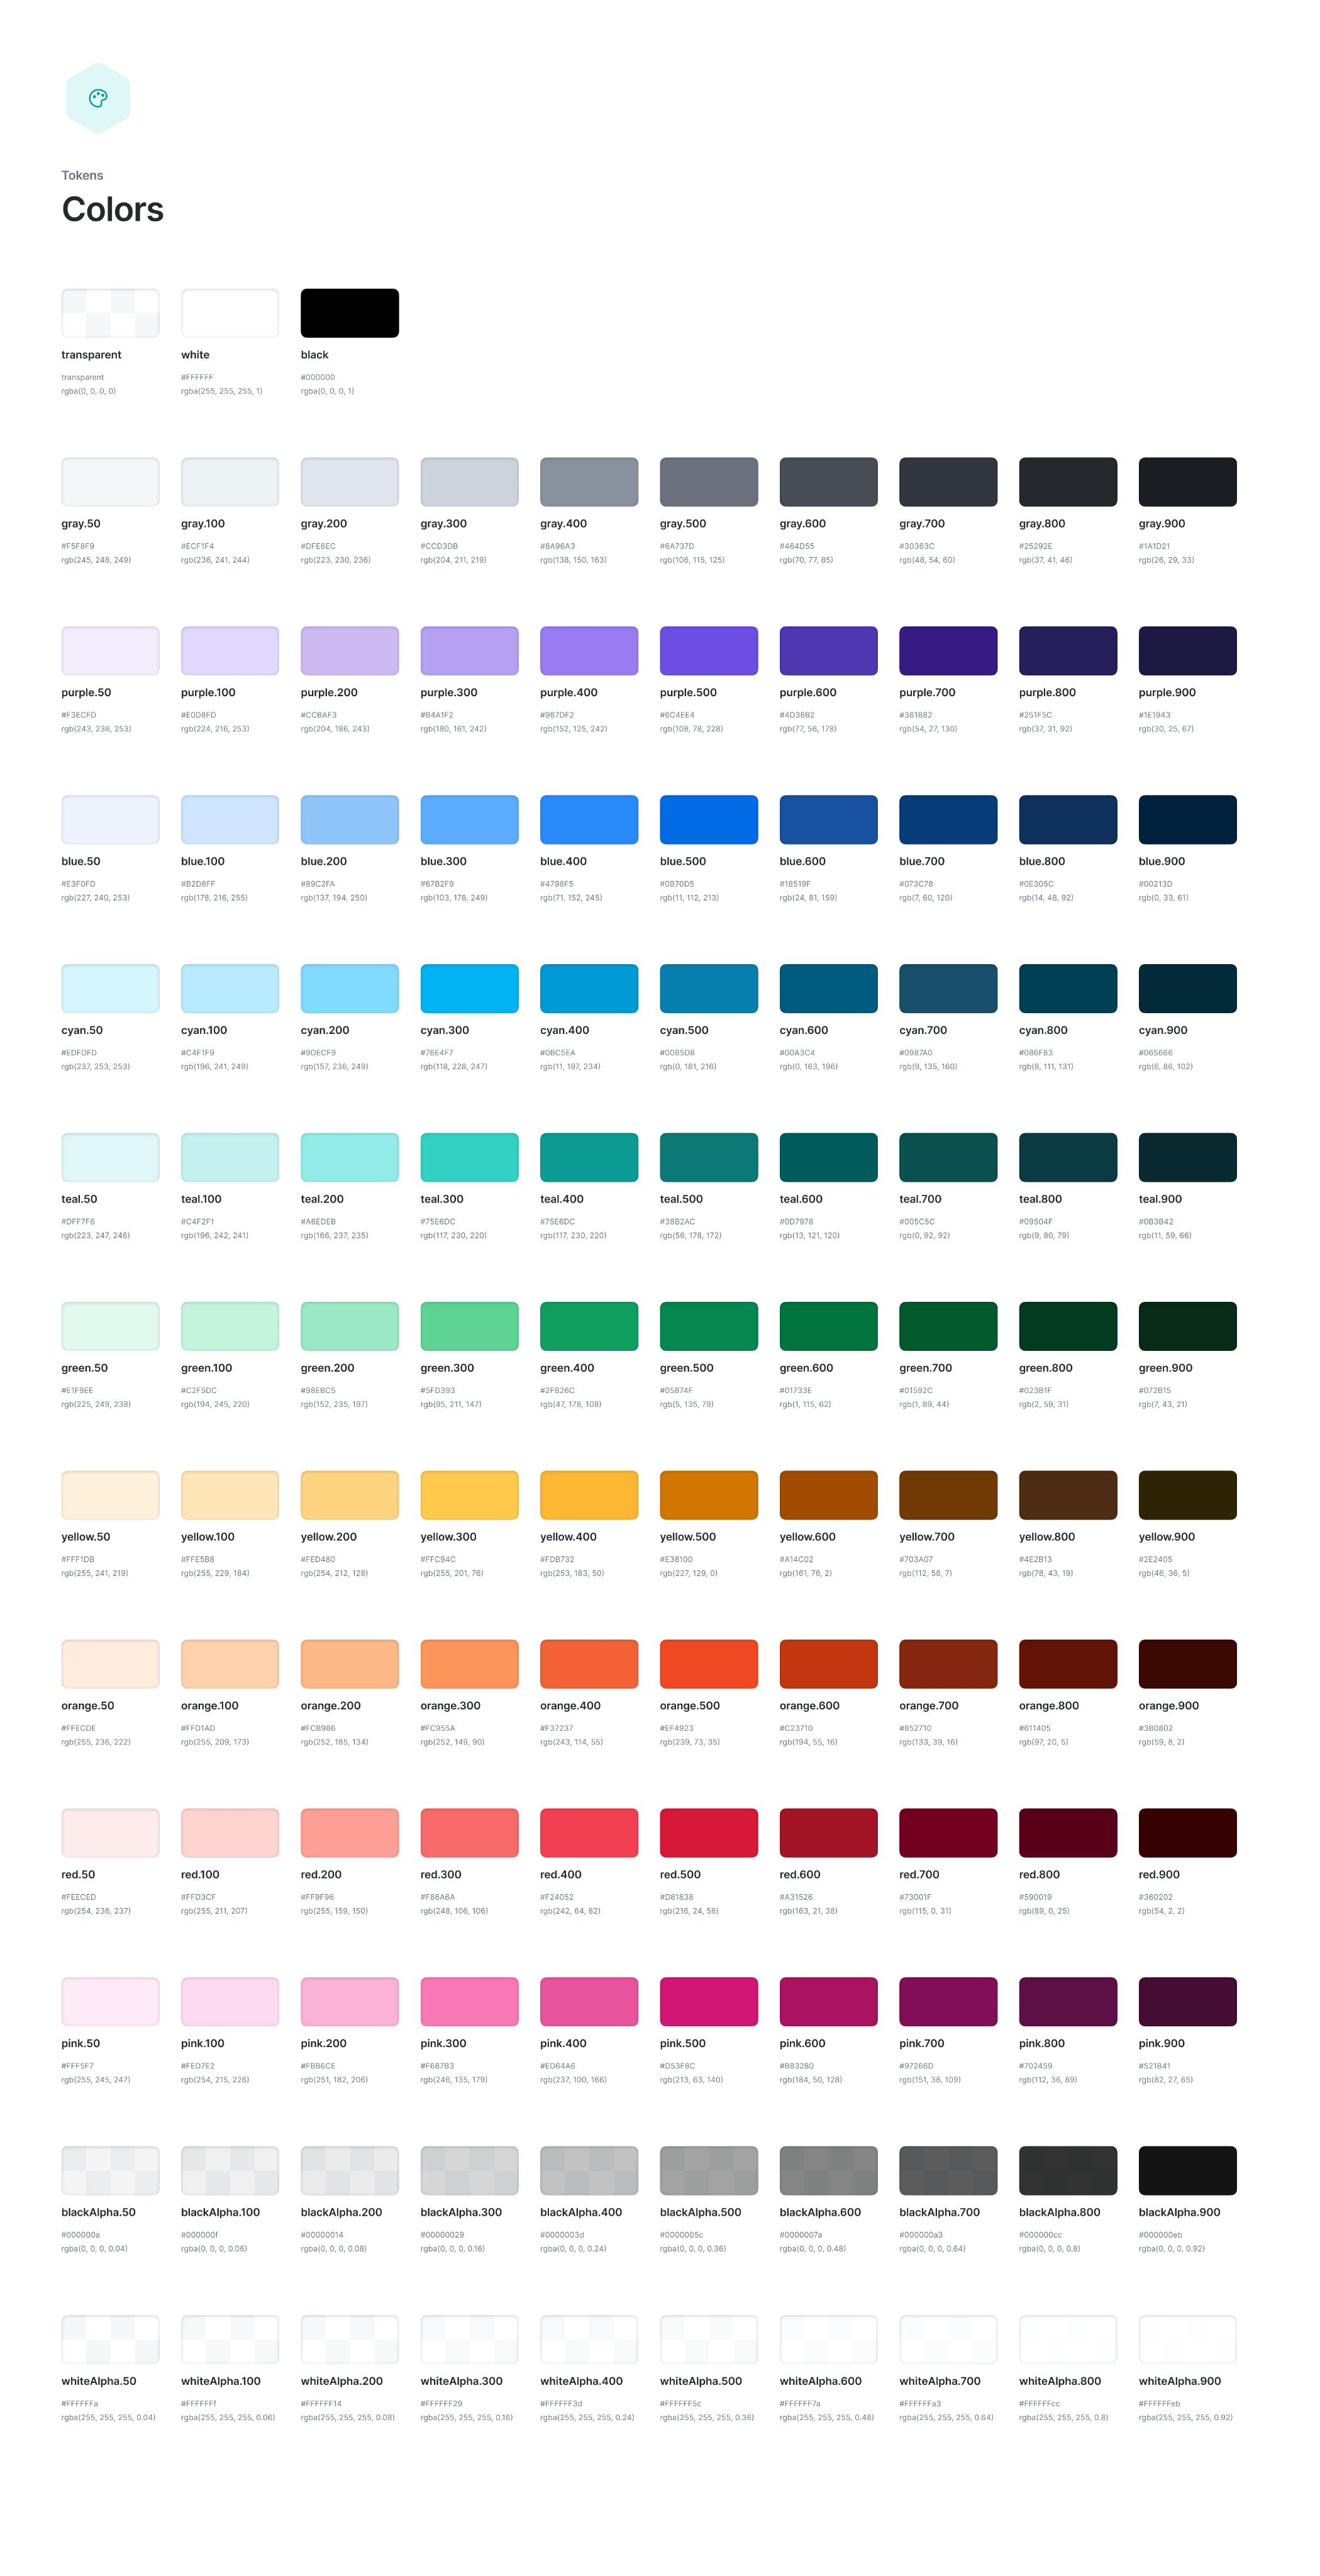 Tokens
Colors
transparent white black
transparent #FFFFFF #000000
rgba(0, 0, 0, 0) rgba(255, 255, 255, 1) rgba(0, 0, 0, 1)
gray.50 gray.100 gray.200 gray.300 gray.400 gray.500 gray.600 gray.700 gray.800 gray.900
#F5F8F9 #ECF1F4 #DFE6EC #CCD3DB #8A96A3 #6A737D #464D55 #30363C #25292E #1A1D21
rgb(245, 248, 249) rgb(236, 241, 244) rgb(223, 230, 236) rgb(204, 211, 219) rgb(138, 150, 163) rgb(106, 115, 125) rgb(70, 77, 85) rgb(48, 54, 60) rgb(37, 41, 46) rgb(26, 29, 33)
purple.50 purple.100 purple.200 purple.300 purple.400 purple.500 purple.600 purple.700 purple.800 purple.900
#F3ECFD #E0D8FD #CCBAF3 #B4A1F2 #987DF2 #6C4EE4 #4D38B2 #361B82 #251F5C #1E1943
rgb(243, 236, 253) rgb(224, 216, 253) rgb(204, 186, 243) rgb(180, 161, 242) rgb(152, 125, 242) rgb(108, 78, 228) rgb(77, 56, 178) rgb(54, 27, 130) rgb(37, 31, 92) rgb(30, 25, 67)
blue.50 blue.100 blue.200 blue.300 blue.400 blue.500 blue.600 blue.700 blue.800 blue.900
#E3F0FD #B2D8FF #89C2FA #67B2F9 #4798F5 #0B70D5 #18519F #073C78 #0E305C #00213D
rgb(227, 240, 253) rgb(178, 216, 255) rgb(137, 194, 250) rgb(103, 178, 249) rgb(71, 152, 245) rgb(11, 112, 213) rgb(24, 81, 159) rgb(7, 60, 120) rgb(14, 48, 92) rgb(0, 33, 61)
cyan.50 cyan.100 cyan.200 cyan.300 cyan.400 cyan.500 cyan.600 cyan.700 cyan.800 cyan.900
#EDFDFD #C4F1F9 #9DECF9 #76E4F7 #0BC5EA #00B5D8 #00A3C4 #0987A0 #086F83 #065666
rgb(237, 253, 253) rgb(196, 241, 249) rgb(157, 236, 249) rgb(118, 228, 247) rgb(11, 197, 234) rgb(0, 181, 216) rgb(0, 163, 196) rgb(9, 135, 160) rgb(8, 111, 131) rgb(6, 86, 102)
teal.50 teal.100 teal.200 teal.300 teal.400 teal.500 teal.600 teal.700 teal.800 teal.900
#DFF7F6 #C4F2F1 #A6EDEB #75E6DC #75E6DC #38B2AC #0D7978 #005C5C #09504F #0B3B42
rgb(223, 247, 246) rgb(196, 242, 241) rgb(166, 237, 235) rgb(117, 230, 220) rgb(117, 230, 220) rgb(56, 178, 172) rgb(13, 121, 120) rgb(0, 92, 92) rgb(9, 80, 79) rgb(11, 59, 66)
green.50 green.100 green.200 green.300 green.400 green.500 green.600 green.700 green.800 green.900
#E1F9EE #C2F5DC #98EBC5 #5FD393 #2FB26C #05874F #01733E #01592C #023B1F #072B15
rgb(225, 249, 238) rgb(194, 245, 220) rgb(152, 235, 197) rgb(95, 211, 147) rgb(47, 178, 108) rgb(5, 135, 79) rgb(1, 115, 62) rgb(1, 89, 44) rgb(2, 59, 31) rgb(7, 43, 21)
yellow.50 yellow.100 yellow.200 yellow.300 yellow.400 yellow.500 yellow.600 yellow.700 yellow.800 yellow.900
#FFF1DB #FFE5B8 #FED480 #FFC94C #FDB732 #E38100 #A14C02 #703A07 #4E2B13 #2E2405
rgb(255, 241, 219) rgb(255, 229, 184) rgb(254, 212, 128) rgb(255, 201, 76) rgb(253, 183, 50) rgb(227, 129, 0) rgb(161, 76, 2) rgb(112, 58, 7) rgb(78, 43, 19) rgb(46, 36, 5)
orange.50 orange.100 orange.200 orange.300 orange.400 orange.500 orange.600 orange.700 orange.800 orange.900
#FFECDE #FFD1AD #FCB986 #FC955A #F37237 #EF4923 #C23710 #852710 #611405 #3B0802
rgb(255, 236, 222) rgb(255, 209, 173) rgb(252, 185, 134) rgb(252, 149, 90) rgb(243, 114, 55) rgb(239, 73, 35) rgb(194, 55, 16) rgb(133, 39, 16) rgb(97, 20, 5) rgb(59, 8, 2)
red.50 red.100 red.200 red.300 red.400 red.500 red.600 red.700 red.800 red.900
#FEECED #FFD3CF #FF9F96 #F86A6A #F24052 #D81838 #A31526 #73001F #590019 #360202
rgb(254, 236, 237) rgb(255, 211, 207) rgb(255, 159, 150) rgb(248, 106, 106) rgb(242, 64, 82) rgb(216, 24, 56) rgb(163, 21, 38) rgb(115, 0, 31) rgb(89, 0, 25) rgb(54, 2, 2)
pink.50 pink.100 pink.200 pink.300 pink.400 pink.500 pink.600 pink.700 pink.800 pink.900
#FFF5F7 #FED7E2 #FBB6CE #F687B3 #ED64A6 #D53F8C #B83280 #97266D #702459 #521B41
rgb(255, 245, 247) rgb(254, 215, 226) rgb(251, 182, 206) rgb(246, 135, 179) rgb(237, 100, 166) rgb(213, 63, 140) rgb(184, 50, 128) rgb(151, 38, 109) rgb(112, 36, 89) rgb(82, 27, 65)
blackAlpha.50 blackAlpha.100 blackAlpha.200 blackAlpha.300 blackAlpha.400 blackAlpha.500 blackAlpha.600 blackAlpha.700 blackAlpha.800 blackAlpha.900
#000000a #000000f #00000014 #00000029 #0000003d #0000005c #0000007a #000000a3 #000000cc #000000eb
rgba(0, 0, 0, 0.04) rgba(0, 0, 0, 0.06) rgba(0, 0, 0, 0.08) rgba(0, 0, 0, 0.16) rgba(0, 0, 0, 0.24) rgba(0, 0, 0, 0.36) rgba(0, 0, 0, 0.48) rgba(0, 0, 0, 0.64) rgba(0, 0, 0, 0.8) rgba(0, 0, 0, 0.92)
whiteAlpha.50 whiteAlpha.100 whiteAlpha.200 whiteAlpha.300 whiteAlpha.400 whiteAlpha.500 whiteAlpha.600 whiteAlpha.700 whiteAlpha.800 whiteAlpha.900
#FFFFFFa #FFFFFFf #FFFFFF14 #FFFFFF29 #FFFFFF3d #FFFFFF5c #FFFFFF7a #FFFFFFa3 #FFFFFFcc #FFFFFFeb
rgba(255, 255, 255, 0.04) rgba(255, 255, 255, 0.06) rgba(255, 255, 255, 0.08) rgba(255, 255, 255, 0.16) rgba(255, 255, 255, 0.24) rgba(255, 255, 255, 0.36) rgba(255, 255, 255, 0.48) rgba(255, 255, 255, 0.64) rgba(255, 255, 255, 0.8) rgba(255, 255, 255, 0.92)